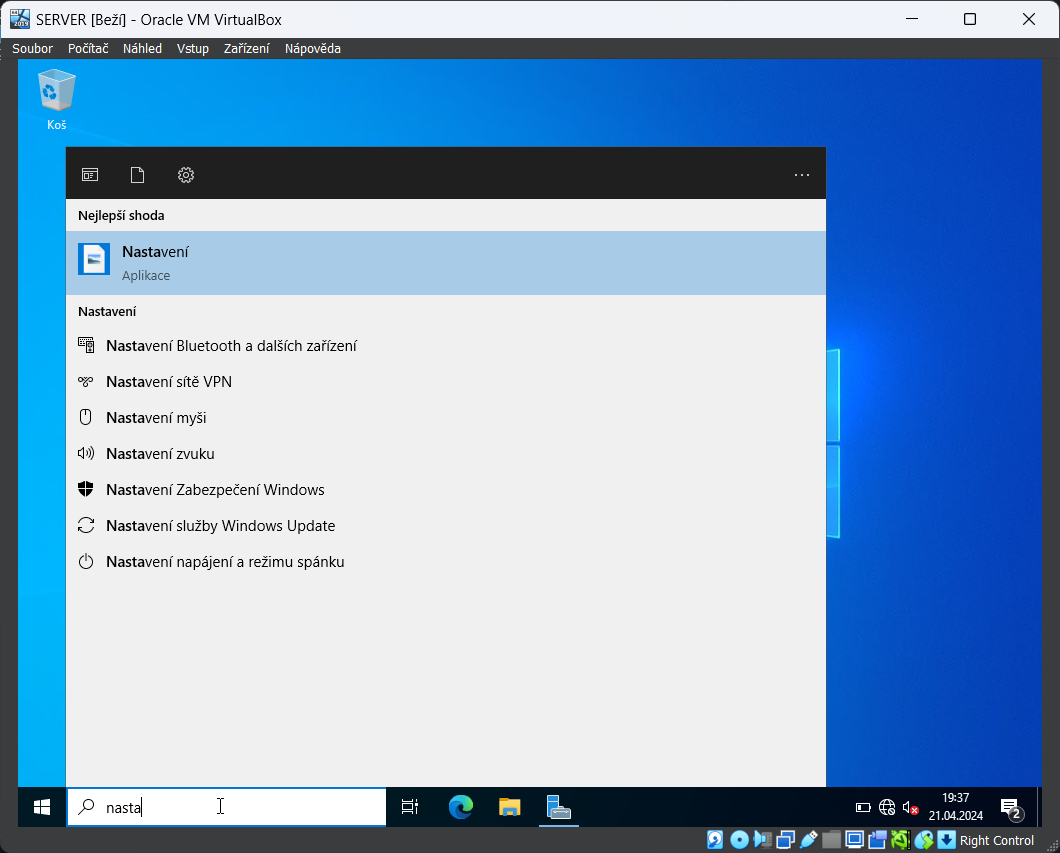 SERVER [Beží] - Oracle VM VirtualBox
Soubor Počítač Náhled Vstup Zařízení Nápověda
Koš
Nejlepší shoda
Nastavení
Aplikace
Nastavení
Nastavení Bluetooth a dalších zařízení
Nastavení sítě VPN
Nastavení myši
Nastavení zvuku
Nastavení Zabezpečení Windows
Nastavení služby Windows Update
Nastavení napájení a režimu spánku
nasta
19:37
21.04.2024
2
Right Control